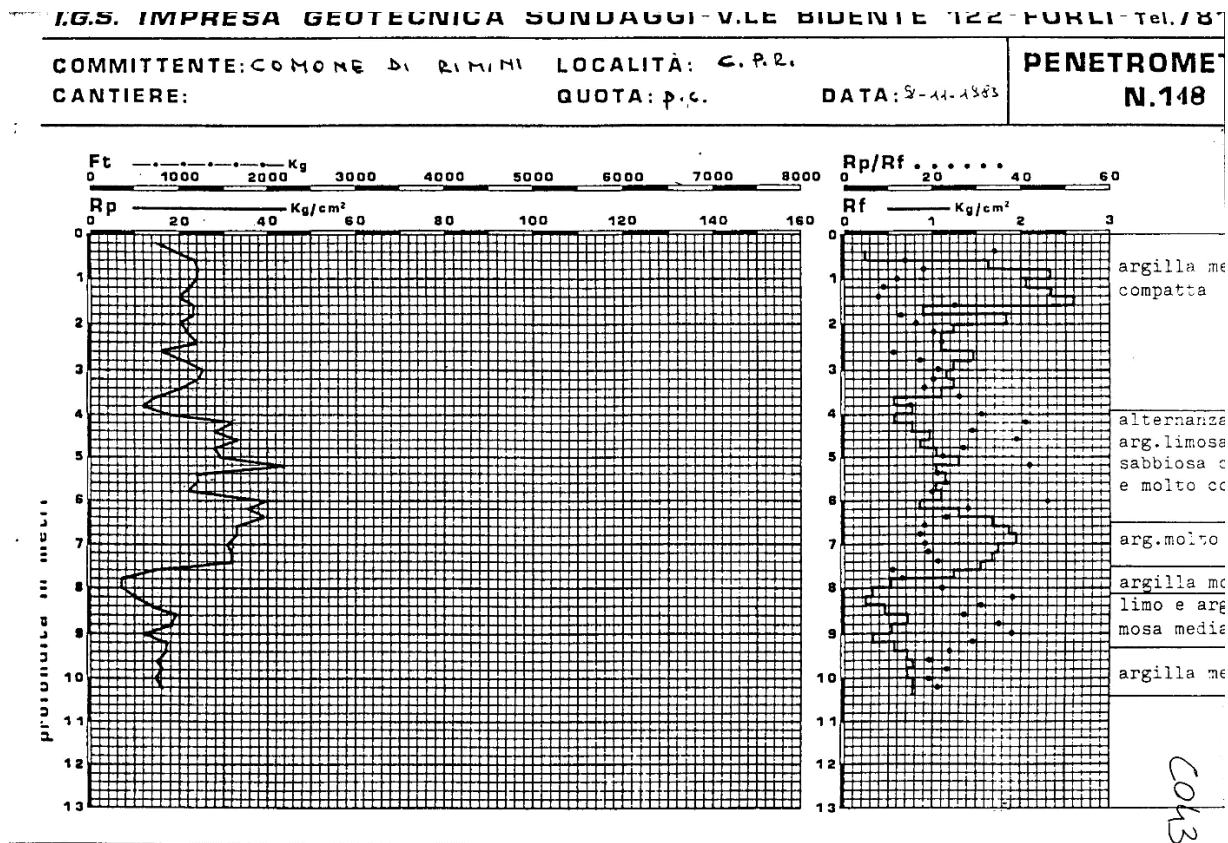 I.G.S. IMPRESA GEOTECNICA SONDAGGI-V.LE BIDENTE 122-FORLI-Tel./81
COMMITTENTE: COMONE DI RIMINI LOCALITÀ: C.P.R.
PENETROMET
CANTIERE: QUOTA: p.c. DATA: 8-11-1983
N.148
Ft Kg
0 1000 2000 3000 4000 5000 6000 7000 8000
Rp Kg/cm²
0 20 40 60 80 100 120 140 160
Rp/Rf
0 20 40 60
Rf Kg/cm²
0 1 2 3
profondità in metri
0
1
2
3
4
5
6
7
8
9
10
11
12
13
0
1
2
3
4
5
6
7
8
9
10
11
12
13
argilla me
compatta
alternanza
arg.limosa
sabbiosa c
e molto co
arg.molto
argilla mo
limo e arg
mosa media
argilla me
C043